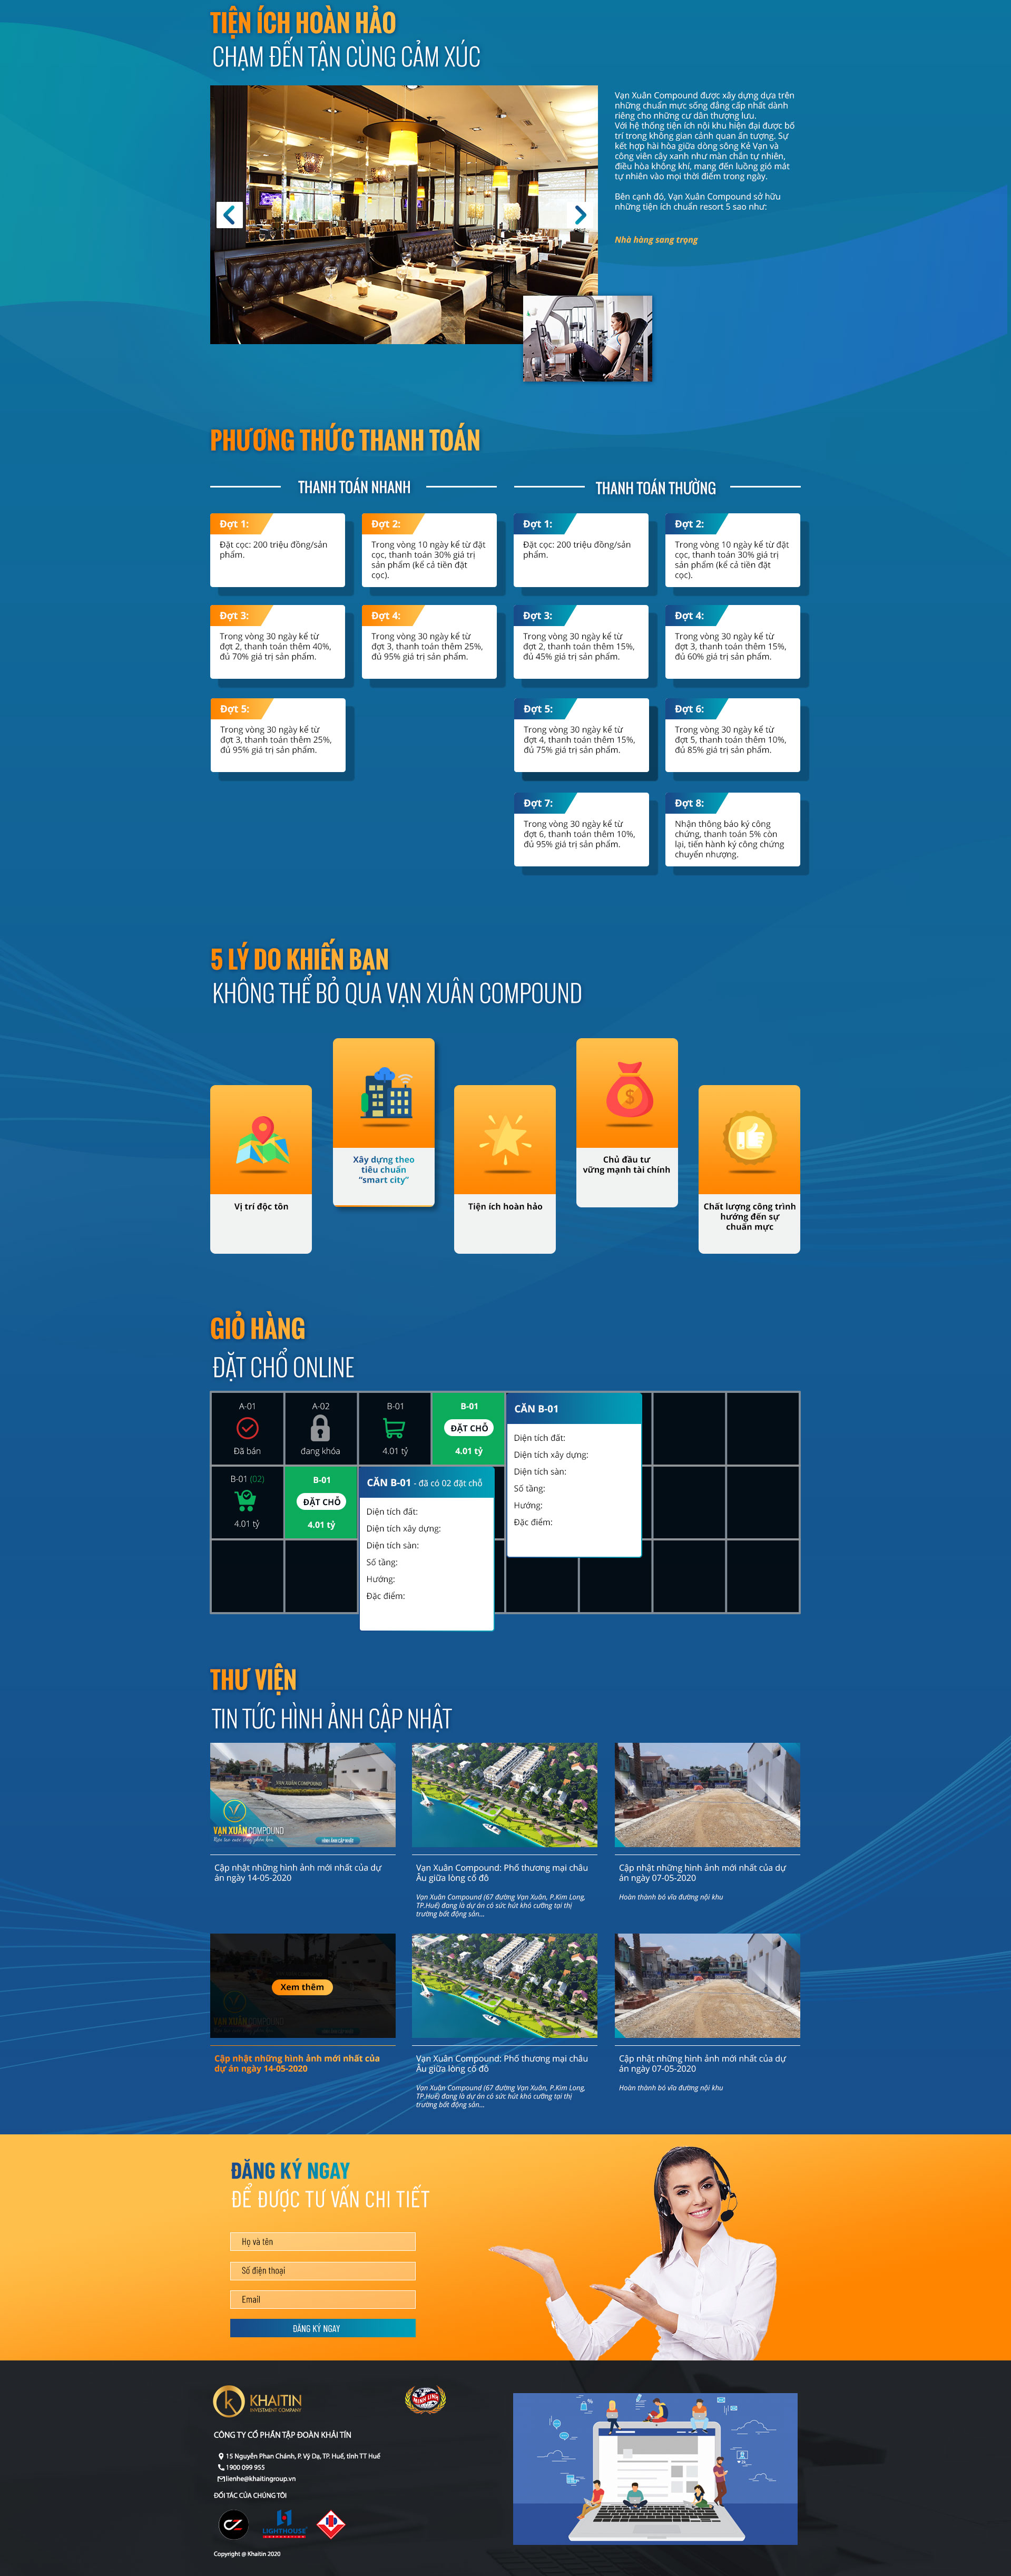 TIỆN ÍCH HOÀN HẢO
CHẠM ĐẾN TẬN CÙNG CẢM XÚC
Vạn Xuân Compound được xây dựng dựa trên
những chuẩn mực sống đẳng cấp nhất dành
riêng cho những cư dân thượng lưu.
Với hệ thống tiện ích nội khu hiện đại được bố
trí trong không gian cảnh quan ấn tượng. Sự
kết hợp hài hòa giữa dòng sông Kẻ Vạn và
công viên cây xanh như màn chắn tự nhiên,
điều hòa không khí, mang đến luồng gió mát
tự nhiên vào mọi thời điểm trong ngày.
Bên cạnh đó, Vạn Xuân Compound sở hữu
những tiện ích chuẩn resort 5 sao như:
Nhà hàng sang trọng
PHƯƠNG THỨC THANH TOÁN
THANH TOÁN NHANH
Đợt 1:
Đặt cọc: 200 triệu đồng/sản
phẩm.
Đợt 2:
Trong vòng 10 ngày kể từ đặt
cọc, thanh toán 30% giá trị
sản phẩm (kể cả tiền đặt
cọc).
Đợt 3:
Trong vòng 30 ngày kể từ
đợt 2, thanh toán thêm 40%,
đủ 70% giá trị sản phẩm.
Đợt 4:
Trong vòng 30 ngày kể từ
đợt 3, thanh toán thêm 25%,
đủ 95% giá trị sản phẩm.
Đợt 5:
Trong vòng 30 ngày kể từ
đợt 3, thanh toán thêm 25%,
đủ 95% giá trị sản phẩm.
THANH TOÁN THƯỜNG
Đợt 1:
Đặt cọc: 200 triệu đồng/sản
phẩm.
Đợt 2:
Trong vòng 10 ngày kể từ đặt
cọc, thanh toán 30% giá trị
sản phẩm (kể cả tiền đặt
cọc).
Đợt 3:
Trong vòng 30 ngày kể từ
đợt 2, thanh toán thêm 15%,
đủ 45% giá trị sản phẩm.
Đợt 4:
Trong vòng 30 ngày kể từ
đợt 3, thanh toán thêm 15%,
đủ 60% giá trị sản phẩm.
Đợt 5:
Trong vòng 30 ngày kể từ
đợt 4, thanh toán thêm 15%,
đủ 75% giá trị sản phẩm.
Đợt 6:
Trong vòng 30 ngày kể từ
đợt 5, thanh toán thêm 10%,
đủ 85% giá trị sản phẩm.
Đợt 7:
Trong vòng 30 ngày kể từ
đợt 6, thanh toán thêm 10%,
đủ 95% giá trị sản phẩm.
Đợt 8:
Nhận thông báo ký công
chứng, thanh toán 5% còn
lại, tiến hành ký công chứng
chuyển nhượng.
5 LÝ DO KHIẾN BẠN
KHÔNG THỂ BỎ QUA VẠN XUÂN COMPOUND
Vị trí độc tôn
Xây dựng theo
tiêu chuẩn
"smart city"
Tiện ích hoàn hảo
$
Chủ đầu tư
vững mạnh tài chính
Chất lượng công trình
hướng đến sự
chuẩn mực
GIỎ HÀNG
ĐẶT CHỖ ONLINE
A-01
Đã bán
A-02
đang khóa
B-01
4.01 tỷ
B-01
ĐẶT CHỖ
4.01 tỷ
CĂN B-01
Diện tích đất:
Diện tích xây dựng:
Diện tích sàn:
Số tầng:
Hướng:
Đặc điểm:
B-01 (02)
4.01 tỷ
B-01
ĐẶT CHỖ
4.01 tỷ
CĂN B-01 - đã có 02 đặt chỗ
Diện tích đất:
Diện tích xây dựng:
Diện tích sàn:
Số tầng:
Hướng:
Đặc điểm:
THƯ VIỆN
TIN TỨC HÌNH ẢNH CẬP NHẬT
VẠN XUÂN COMPOUND
VẠN XUÂN COMPOUND
HÌNH ẢNH CẬP NHẬT
Cập nhật những hình ảnh mới nhất của dự
án ngày 14-05-2020
Vạn Xuân Compound: Phố thương mại châu
Âu giữa lòng cố đô
Vạn Xuân Compound (67 đường Vạn Xuân, P.Kim Long,
TP.Huế) đang là dự án có sức hút khó cưỡng tại thị
trường bất động sản...
Cập nhật những hình ảnh mới nhất của dự
án ngày 07-05-2020
Hoàn thành bó vỉa đường nội khu
Xem thêm
VẠN XUÂN COMPOUND
Cập nhật những hình ảnh mới nhất của
dự án ngày 14-05-2020
Vạn Xuân Compound: Phố thương mại châu
Âu giữa lòng cố đô
Vạn Xuân Compound (67 đường Vạn Xuân, P.Kim Long,
TP.Huế) đang là dự án có sức hút khó cưỡng tại thị
trường bất động sản...
Cập nhật những hình ảnh mới nhất của dự
án ngày 07-05-2020
Hoàn thành bó vỉa đường nội khu
ĐĂNG KÝ NGAY
ĐỂ ĐƯỢC TƯ VẤN CHI TIẾT
Họ và tên
Số điện thoại
Email
ĐĂNG KÝ NGAY
KHAITIN
INVESTMENT COMPANY
MINH LINH
CÔNG TY CỔ PHẦN TẬP ĐOÀN KHẢI TÍN
15 Nguyễn Phan Chánh, P. Vỹ Dạ, TP. Huế, tỉnh TT Huế
1900 099 955
lienhe@khaitingroup.vn
ĐỐI TÁC CỦA CHÚNG TÔI
LIGHTHOUSE
CORPORATION
Copyright @ Khaitin 2020